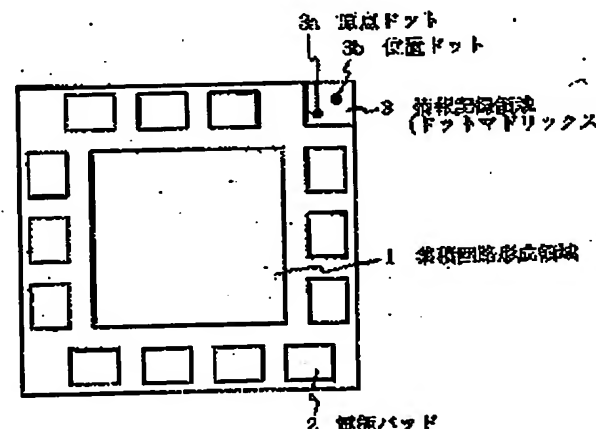 3a 原点ドット
3b 位置ドット
3 情報記録領域
(ドットマトリックス
1 集積回路形成領域
2 電極パッド